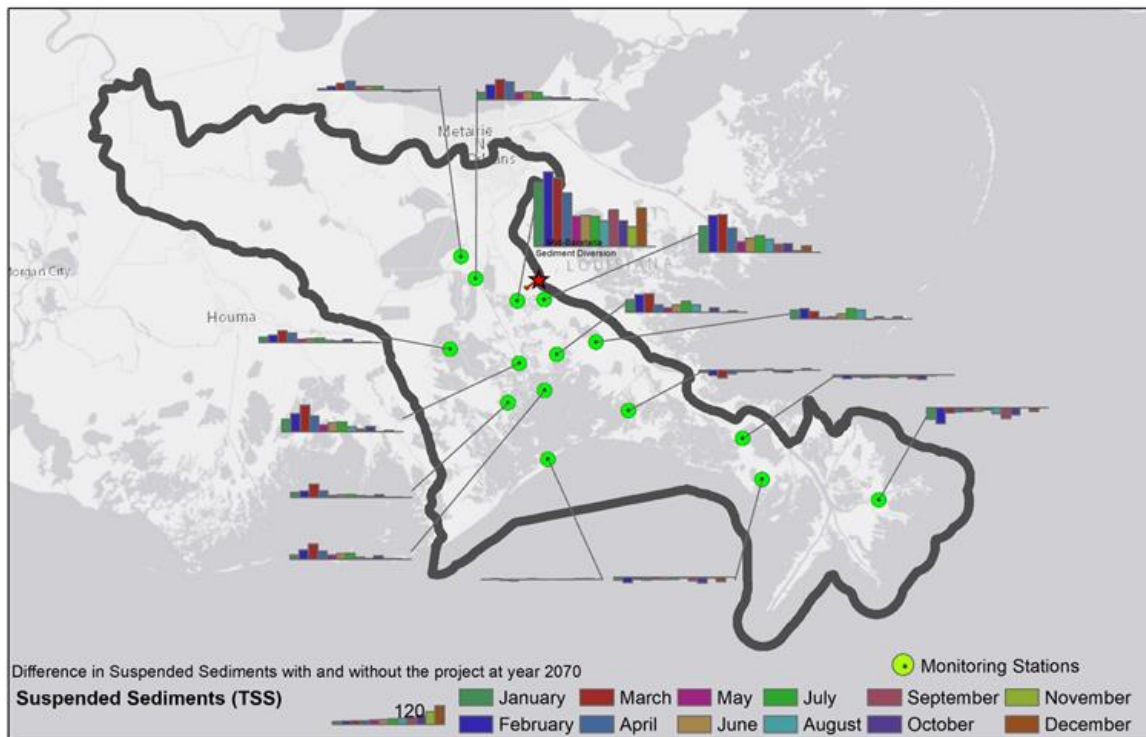 Metairie
N
Orleans
Mid-Barataria
Sediment Diversion
LOUISIANA
Morgan City
Houma
Difference in Suspended Sediments with and without the project at year 2070
Monitoring Stations
Suspended Sediments (TSS)
120
January
March
May
July
September
November
February
April
June
August
October
December